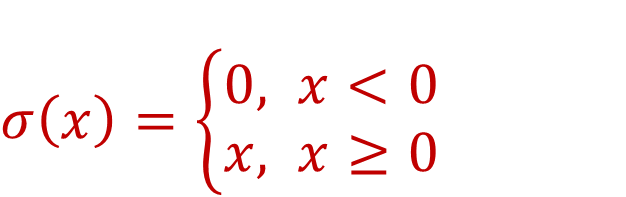 σ(x) = { 0, x < 0
x, x ≥ 0